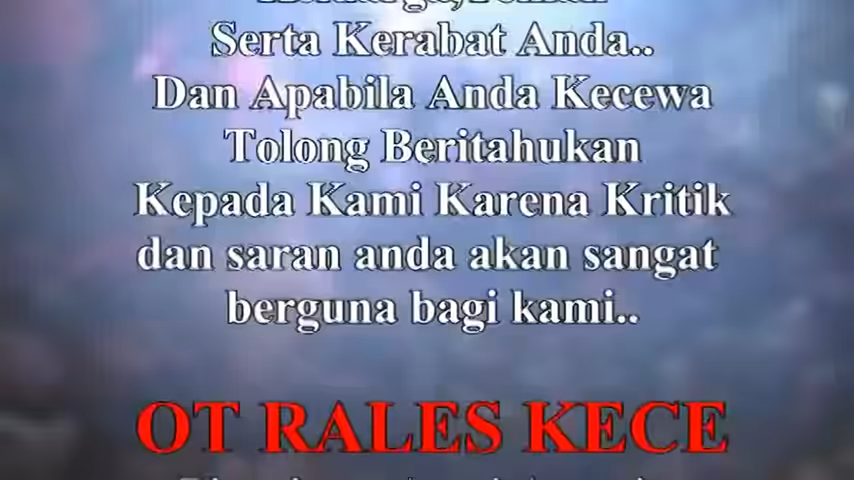 Serta Kerabat Anda..
Dan Apabila Anda Kecewa
Tolong Beritahukan
Kepada Kami Karena Kritik
dan saran anda akan sangat
berguna bagi kami..
OT RALES KECE